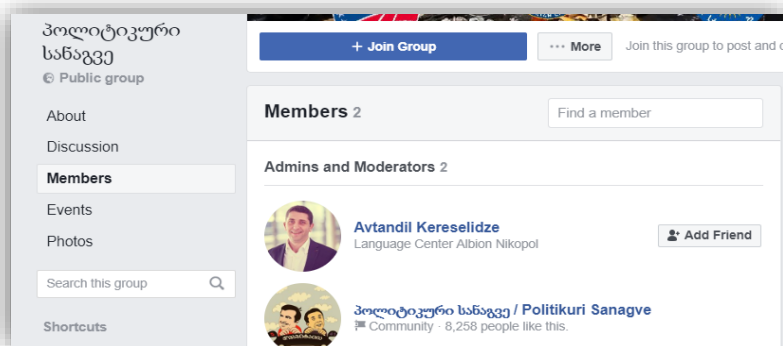 პოლიტიკური
სანაგვე
Public group
About
Discussion
Members
Events
Photos
Search this group
Shortcuts
+ Join Group
··· More
Join this group to post and
Members 2
Find a member
Admins and Moderators 2
Avtandil Kereselidze
Language Center Albion Nikopol
Add Friend
პოლიტიკური სანაგვე / Politikuri Sanagve
Community · 8,258 people like this.